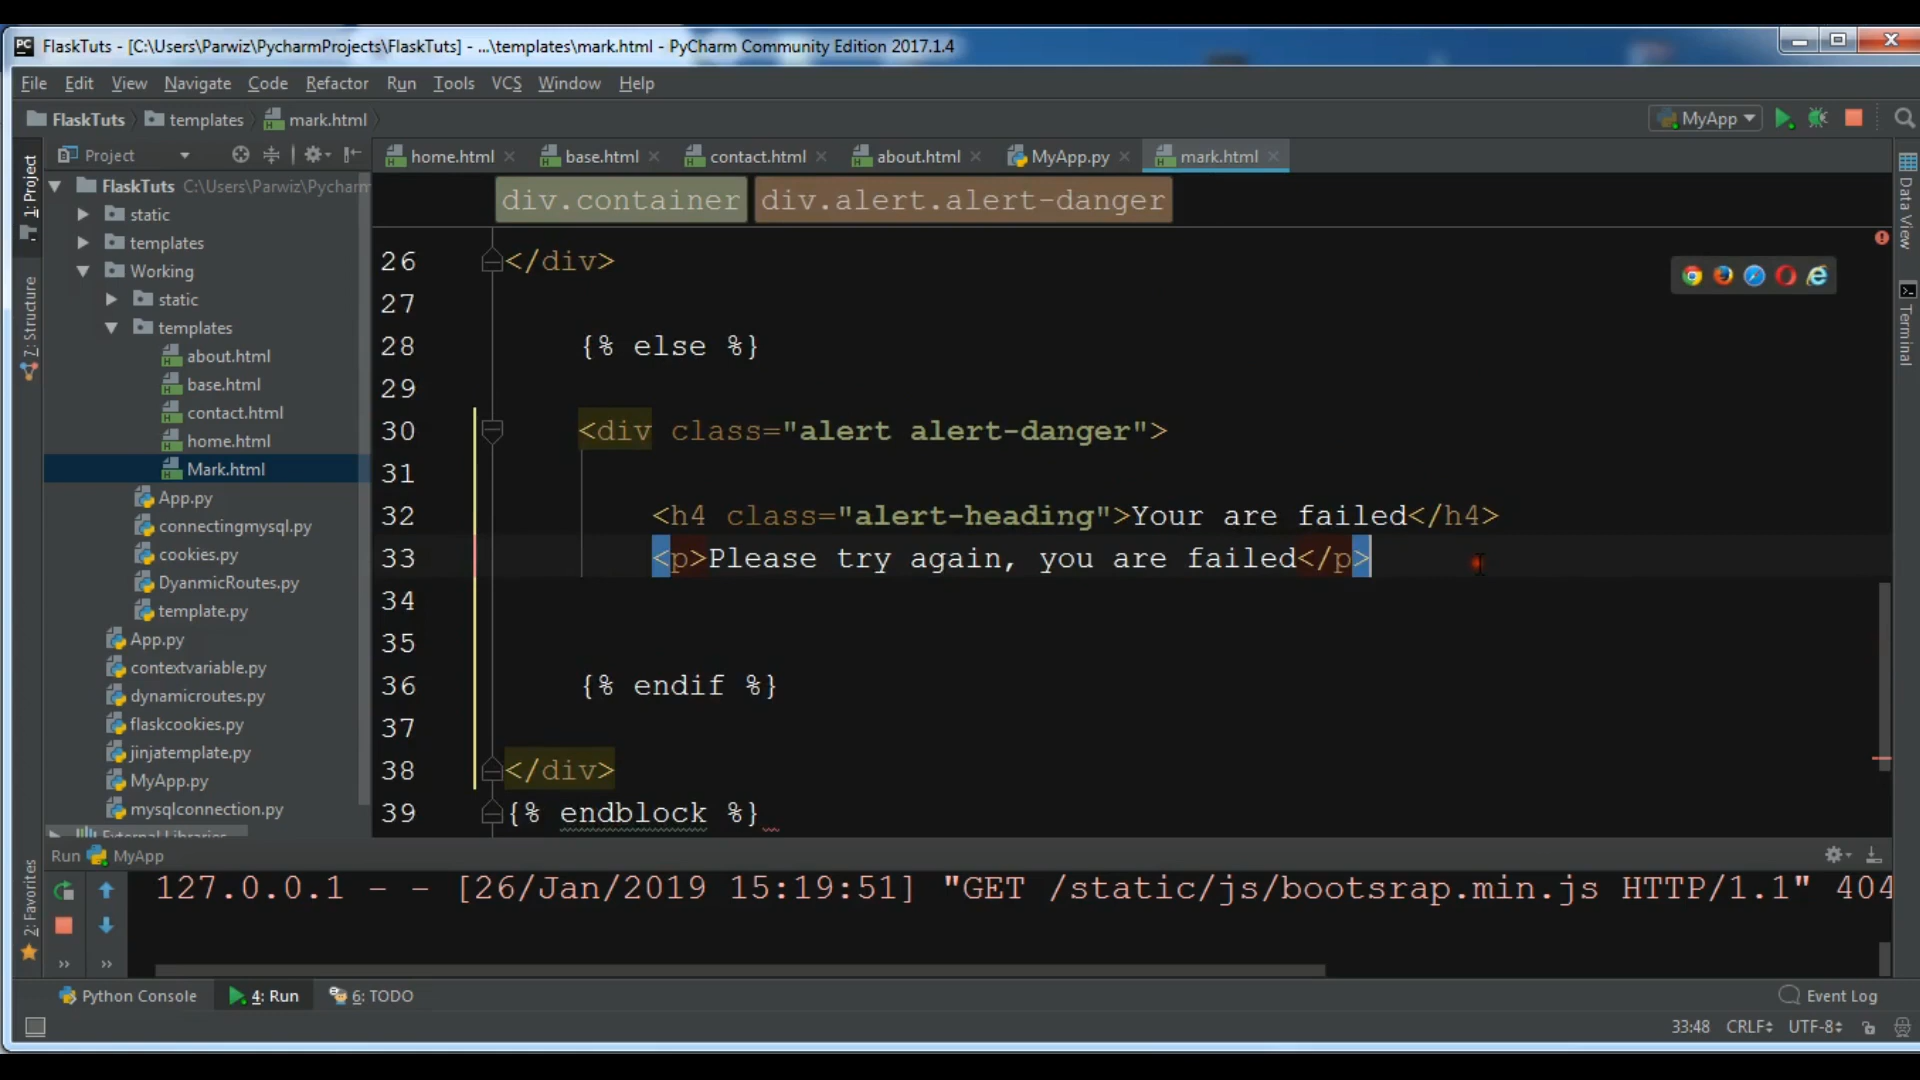 FlaskTuts - [C:\Users\Parwiz\PycharmProjects\FlaskTuts] - ...\templates\mark.html - PyCharm Community Edition 2017.1.4
File Edit View Navigate Code Refactor Run Tools VCS Window Help
FlaskTuts templates mark.html MyApp
Project home.html base.html contact.html about.html MyApp.py mark.html
1: Project
7: Structure
2: Favorites
Data View
Terminal
FlaskTuts C:\Users\Parwiz\Pycharm
static
templates
Working
static
templates
about.html
base.html
contact.html
home.html
Mark.html
App.py
connectingmysql.py
cookies.py
DyanmicRoutes.py
template.py
App.py
contextvariable.py
dynamicroutes.py
flaskcookies.py
jinjatemplate.py
MyApp.py
mysqlconnection.py
External Libraries
div.container div.alert.alert-danger
26 </div>
27
28 {% else %}
29
30 <div class="alert alert-danger">
31
32 <h4 class="alert-heading">Your are failed</h4>
33 <p>Please try again, you are failed</p>
34
35
36 {% endif %}
37
38 </div>
39 {% endblock %}
Run MyApp
127.0.0.1 - - [26/Jan/2019 15:19:51] "GET /static/js/bootsrap.min.js HTTP/1.1" 404
Python Console 4: Run 6: TODO Event Log
33:48 CRLF UTF-8